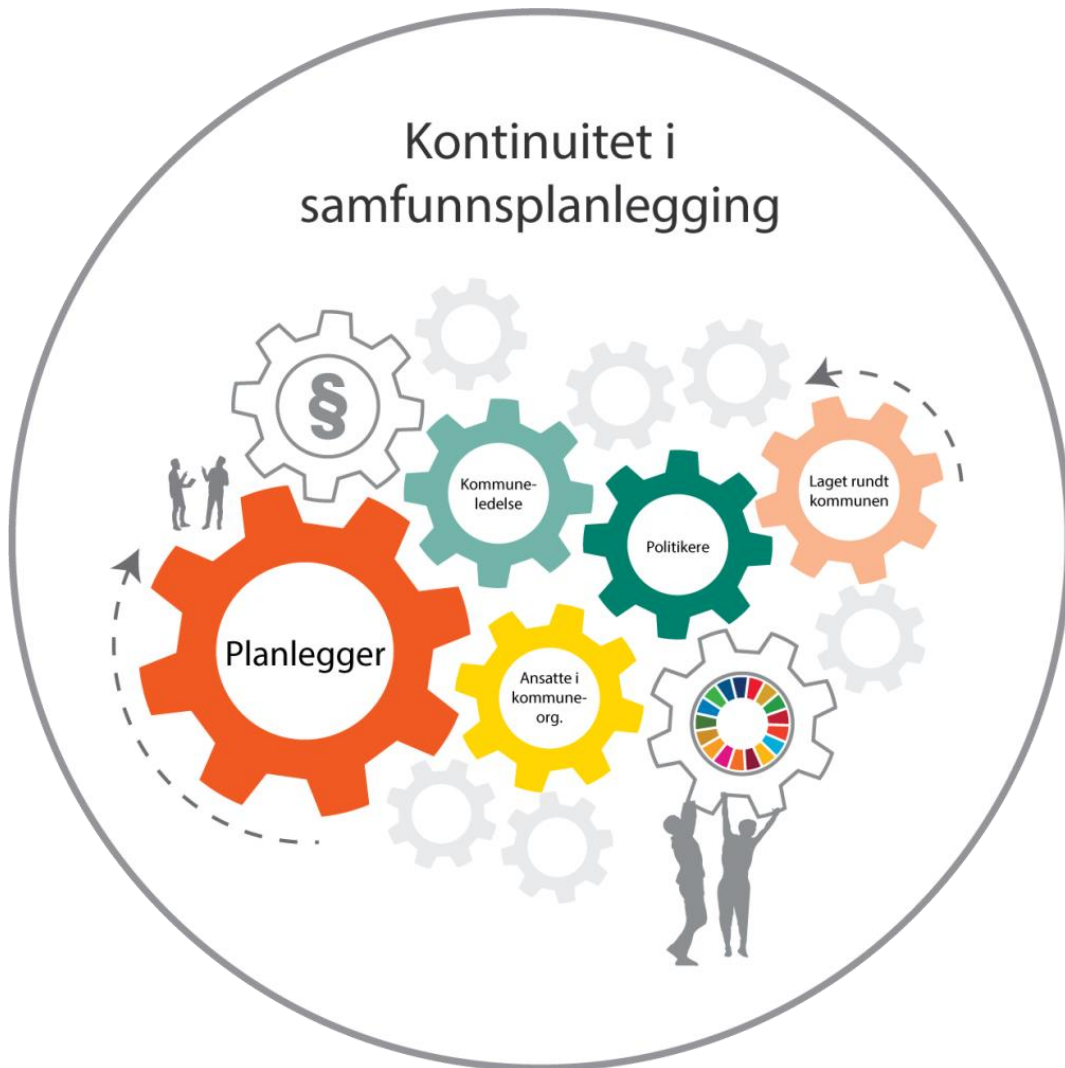 Kontinuitet i
samfunnsplanlegging
§
Kommune-
ledelse
Laget rundt
kommunen
Politikere
Planlegger
Ansatte i
kommune-
org.